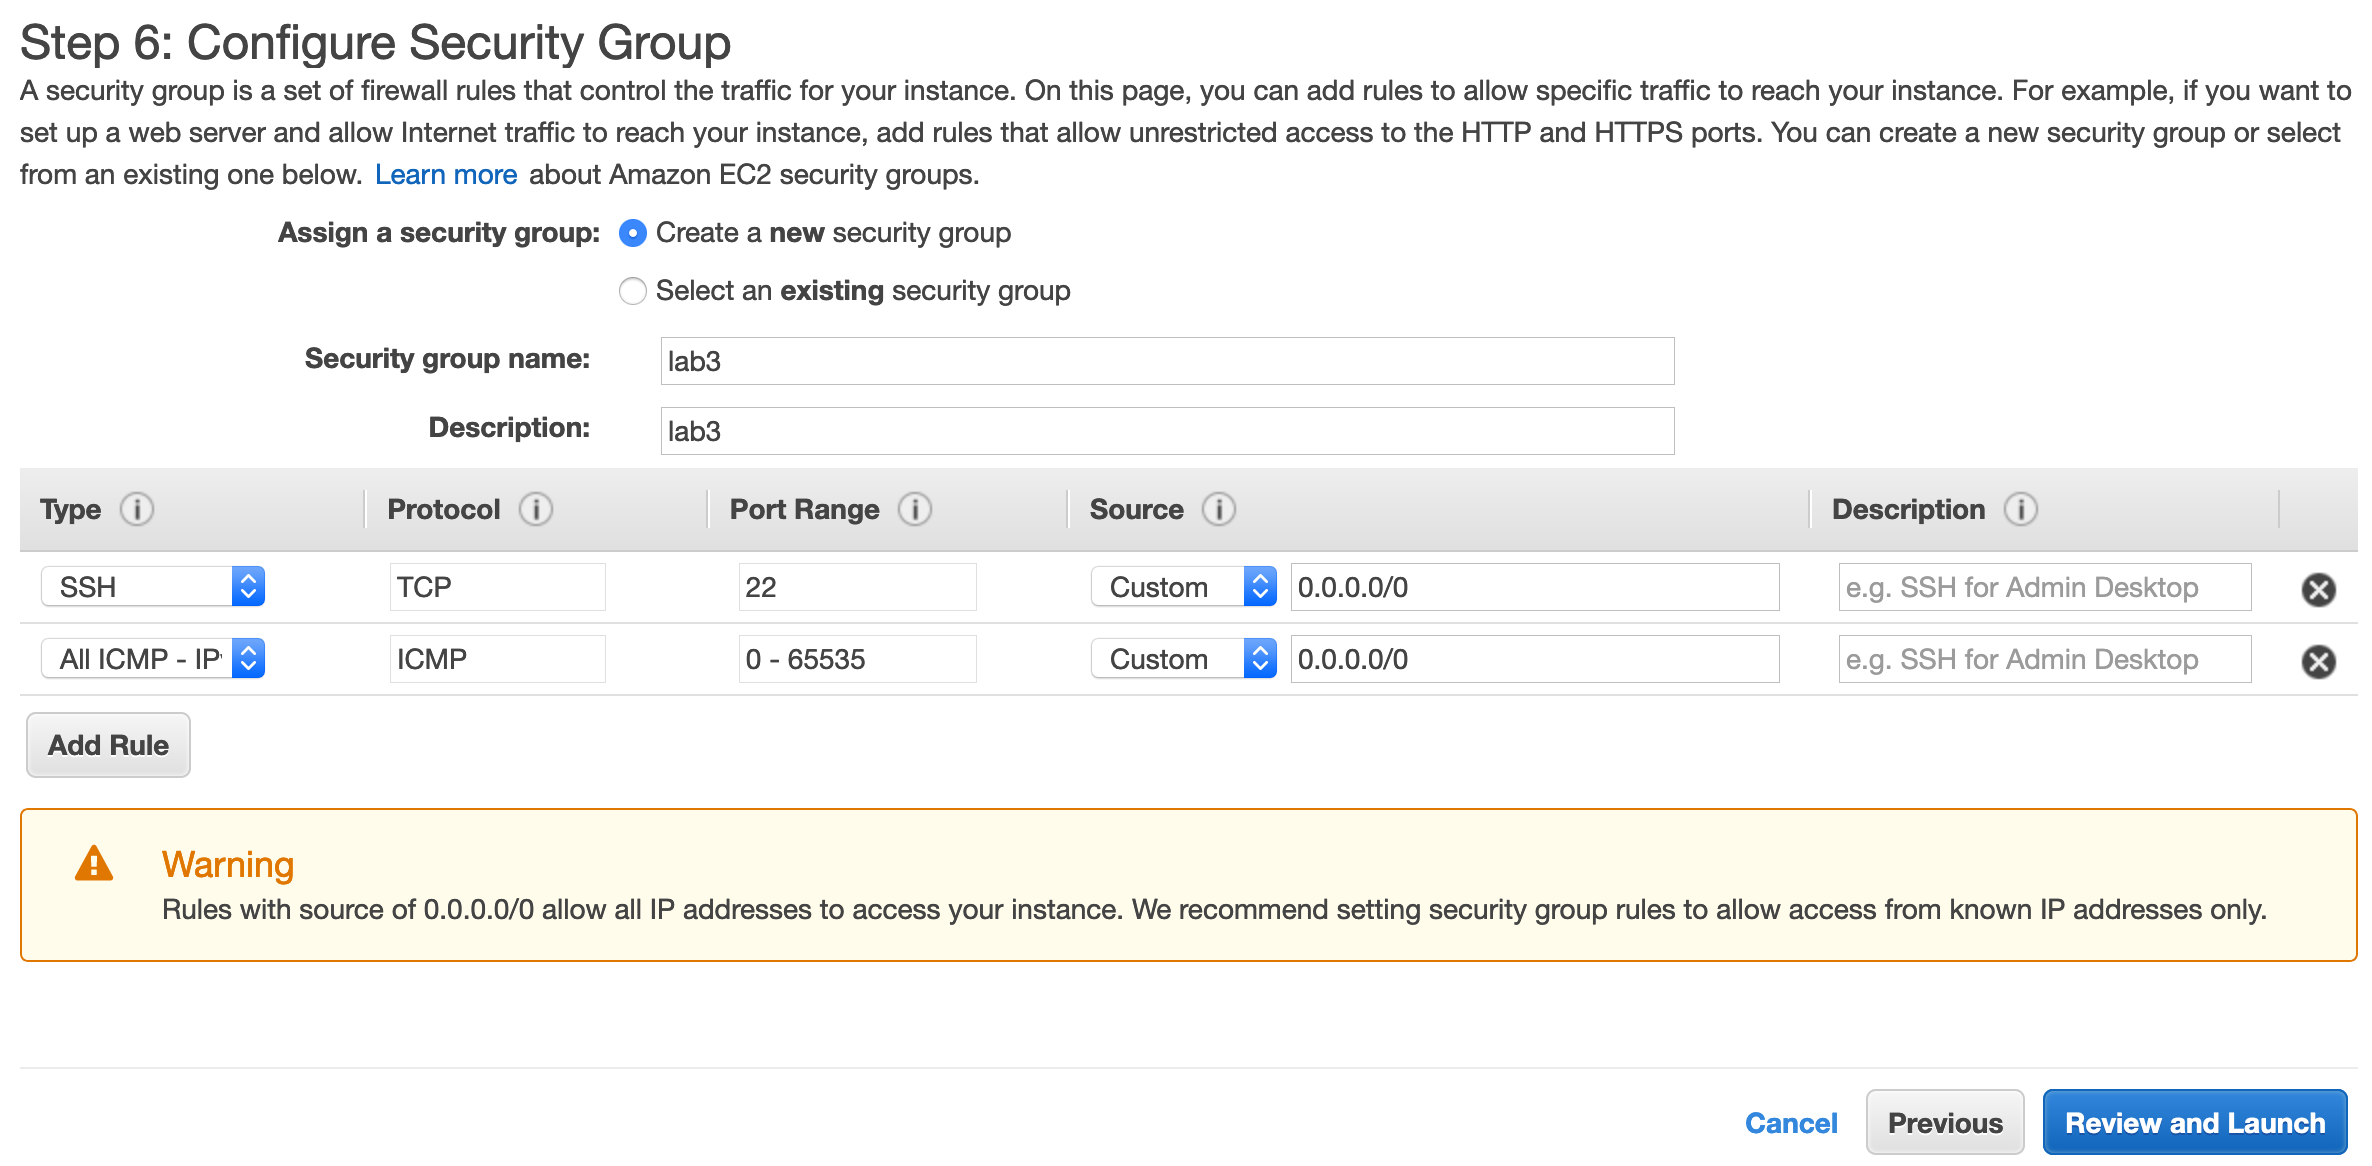 Step 6: Configure Security Group
A security group is a set of firewall rules that control the traffic for your instance. On this page, you can add rules to allow specific traffic to reach your instance. For example, if you want to
set up a web server and allow Internet traffic to reach your instance, add rules that allow unrestricted access to the HTTP and HTTPS ports. You can create a new security group or select
from an existing one below. Learn more about Amazon EC2 security groups.
Assign a security group: Create a new security group
Select an existing security group
Security group name: lab3
Description: lab3
Type Protocol Port Range Source Description
SSH TCP 22 Custom 0.0.0.0/0 e.g. SSH for Admin Desktop
All ICMP - IP ICMP 0 - 65535 Custom 0.0.0.0/0 e.g. SSH for Admin Desktop
Add Rule
Warning
Rules with source of 0.0.0.0/0 allow all IP addresses to access your instance. We recommend setting security group rules to allow access from known IP addresses only.
Cancel Previous Review and Launch